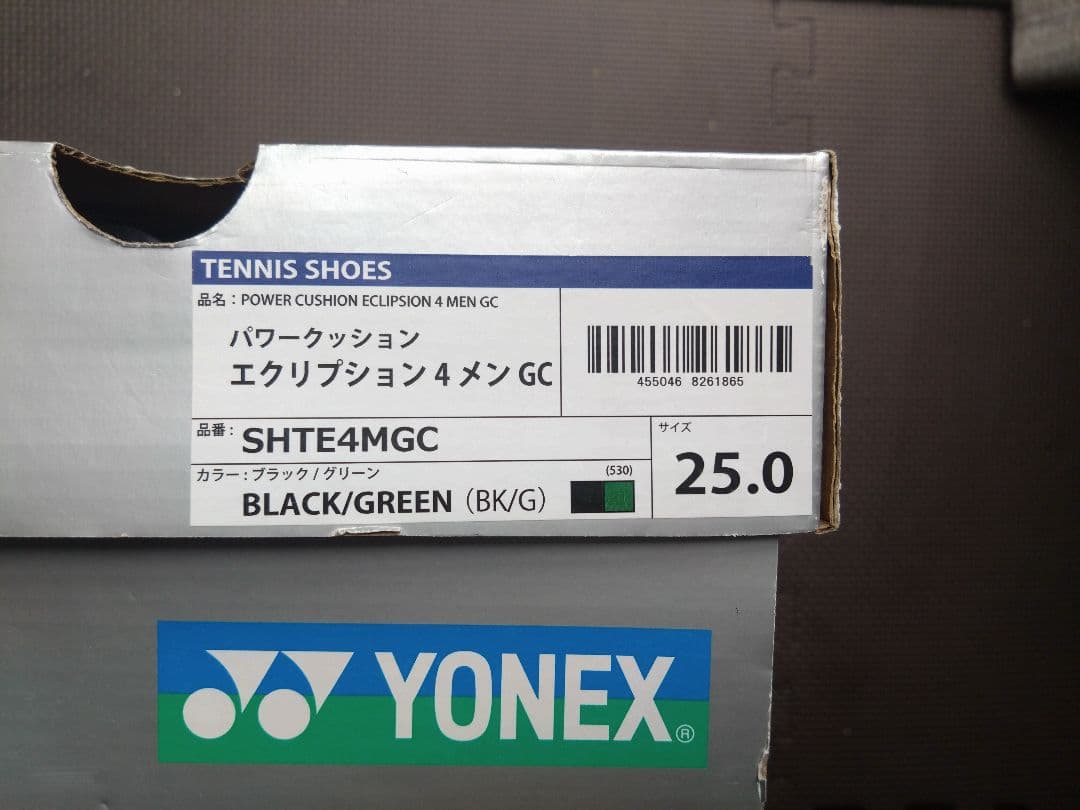 TENNIS SHOES
品名：POWER CUSHION ECLIPSION 4 MEN GC
パワークッション
エクリプション 4 メン GC
455046 8261865
品番：SHTE4MGC
サイズ
25.0
カラー：ブラック / グリーン
(530)
BLACK/GREEN（BK/G）
YONEX®